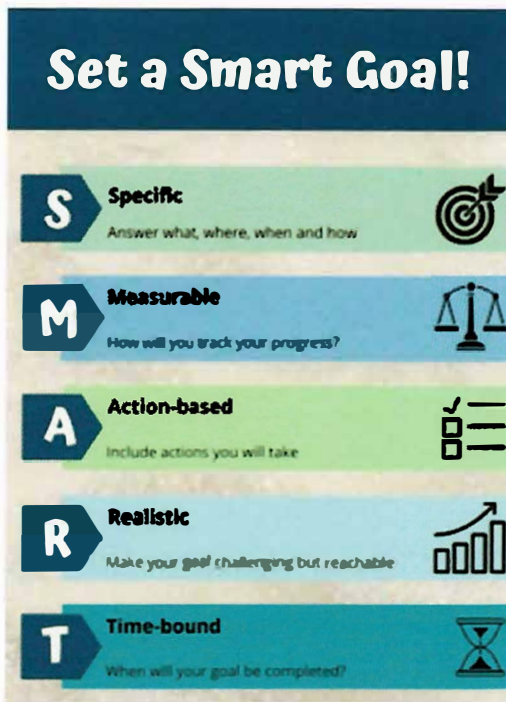 Set a Smart Goal!
S
Specific
Answer what, where, when and how
M
Measurable
How will you track your progress?
A
Action-based
Include actions you will take
R
Realistic
Make your goal challenging but reachable
T
Time-bound
When will your goal be completed?